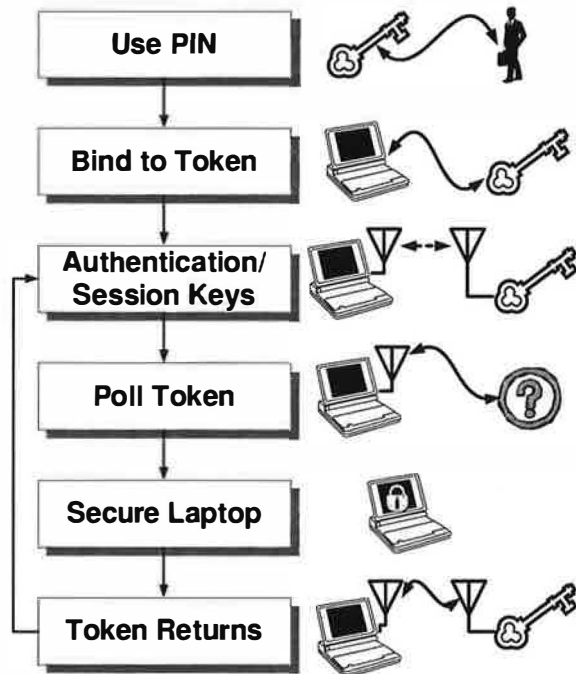 Use PIN
Bind to Token
Authentication/
Session Keys
Poll Token
?
Secure Laptop
Token Returns